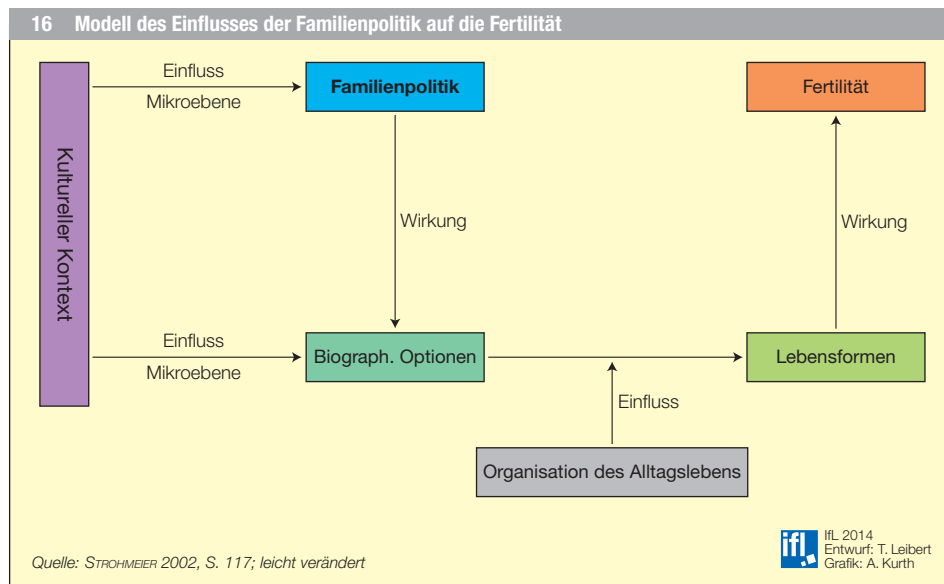 16 Modell des Einflusses der Familienpolitik auf die Fertilität
Kultureller Kontext
Einfluss
Mikroebene
Familienpolitik
Fertilität
Wirkung
Wirkung
Einfluss
Mikroebene
Biograph. Optionen
Lebensformen
Einfluss
Organisation des Alltagslebens
Quelle: STROHMEIER 2002, S. 117; leicht verändert
ifl
IfL 2014
Entwurf: T. Leibert
Grafik: A. Kurth